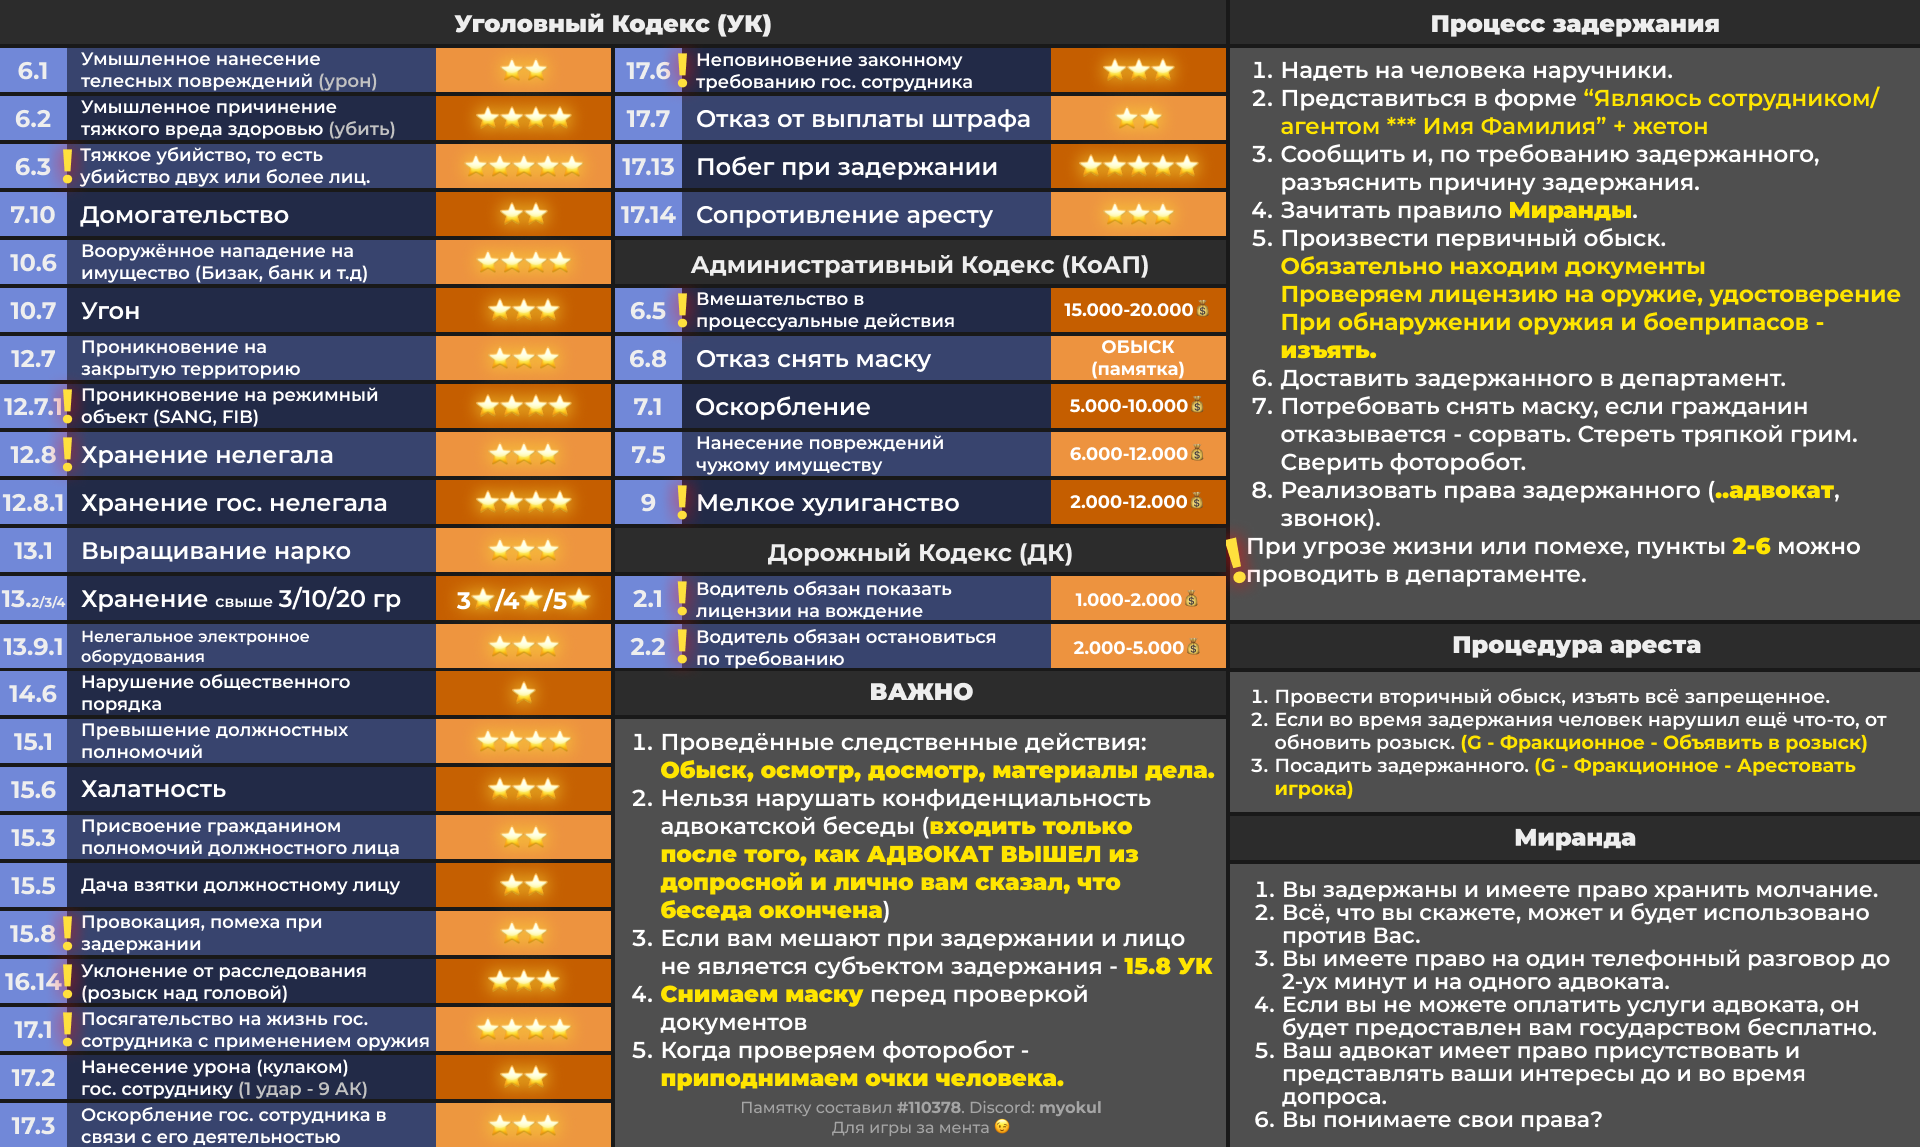 Уголовный Кодекс (УК)
6.1 Умышленное нанесение
телесных повреждений (урон)
6.2 Умышленное причинение
тяжкого вреда здоровью (убить)
6.3 Тяжкое убийство, то есть
убийство двух или более лиц.
7.10 Домогательство
10.6 Вооружённое нападение на
имущество (Бизак, банк и т.д)
10.7 Угон
12.7 Проникновение на
закрытую территорию
12.7.1 Проникновение на режимный
объект (SANG, FIB)
12.8 Хранение нелегала
12.8.1 Хранение гос. нелегала
13.1 Выращивание нарко
13.2/3/4 Хранение свыше 3/10/20 гр 3⭐/4⭐/5⭐
13.9.1 Нелегальное электронное
оборудования
14.6 Нарушение общественного
порядка
15.1 Превышение должностных
полномочий
15.6 Халатность
15.3 Присвоение гражданином
полномочий должностного лица
15.5 Дача взятки должностному лицу
15.8 Провокация, помеха при
задержании
16.14 Уклонение от расследования
(розыск над головой)
17.1 Посягательство на жизнь гос.
сотрудника с применением оружия
17.2 Нанесение урона (кулаком)
гос. сотруднику (1 удар - 9 АК)
17.3 Оскорбление гос. сотрудника в
связи с его деятельностью
17.6 Неповиновение законному
требованию гос. сотрудника
17.7 Отказ от выплаты штрафа
17.13 Побег при задержании
17.14 Сопротивление аресту
Административный Кодекс (КоАП)
6.5 Вмешательство в
процессуальные действия 15.000-20.000
6.8 Отказ снять маску ОБЫСК
(памятка)
7.1 Оскорбление 5.000-10.000
7.5 Нанесение повреждений
чужому имуществу 6.000-12.000
9 Мелкое хулиганство 2.000-12.000
Дорожный Кодекс (ДК)
2.1 Водитель обязан показать
лицензии на вождение 1.000-2.000
2.2 Водитель обязан остановиться
по требованию 2.000-5.000
ВАЖНО
1. Проведённые следственные действия:
Обыск, осмотр, досмотр, материалы дела.
2. Нельзя нарушать конфиденциальность
адвокатской беседы (входить только
после того, как АДВОКАТ ВЫШЕЛ из
допросной и лично вам сказал, что
беседа окончена)
3. Если вам мешают при задержании и лицо
не является субъектом задержания - 15.8 УК
4. Снимаем маску перед проверкой
документов
5. Когда проверяем фоторобот -
приподнимаем очки человека.
Памятку составил #110378. Discord: myokul
Для игры за мента 😉
Процесс задержания
1. Надеть на человека наручники.
2. Представиться в форме “Являюсь сотрудником/
агентом *** Имя Фамилия” + жетон
3. Сообщить и, по требованию задержанного,
разъяснить причину задержания.
4. Зачитать правило Миранды.
5. Произвести первичный обыск.
Обязательно находим документы
Проверяем лицензию на оружие, удостоверение
При обнаружении оружия и боеприпасов -
изъять.
6. Доставить задержанного в департамент.
7. Потребовать снять маску, если гражданин
отказывается - сорвать. Стереть тряпкой грим.
Сверить фоторобот.
8. Реализовать права задержанного (..адвокат,
звонок).
При угрозе жизни или помехе, пункты 2-6 можно
проводить в департаменте.
Процедура ареста
1. Провести вторичный обыск, изъять всё запрещенное.
2. Если во время задержания человек нарушил ещё что-то, от
обновить розыск. (G - Фракционное - Объявить в розыск)
3. Посадить задержанного. (G - Фракционное - Арестовать
игрока)
Миранда
1. Вы задержаны и имеете право хранить молчание.
2. Всё, что вы скажете, может и будет использовано
против Вас.
3. Вы имеете право на один телефонный разговор до
2-ух минут и на одного адвоката.
4. Если вы не можете оплатить услуги адвоката, он
будет предоставлен вам государством бесплатно.
5. Ваш адвокат имеет право присутствовать и
представлять ваши интересы до и во время
допроса.
6. Вы понимаете свои права?